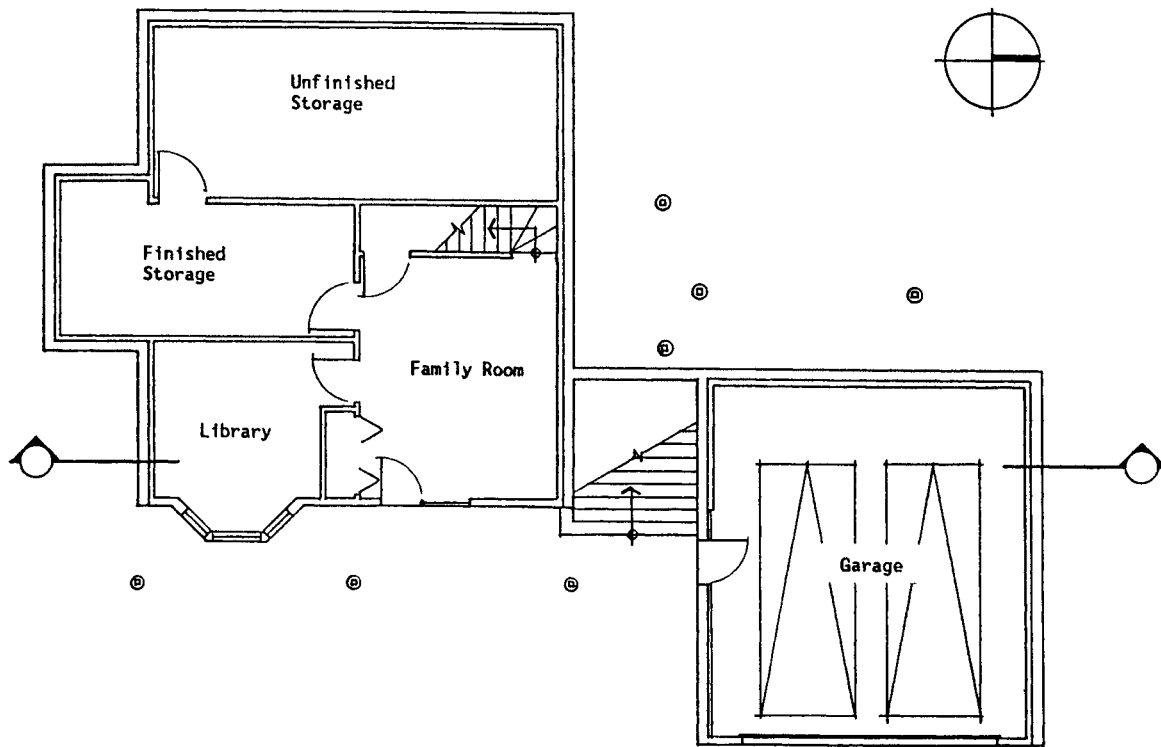 Unfinished
Storage
Finished
Storage
Family Room
Library
Garage